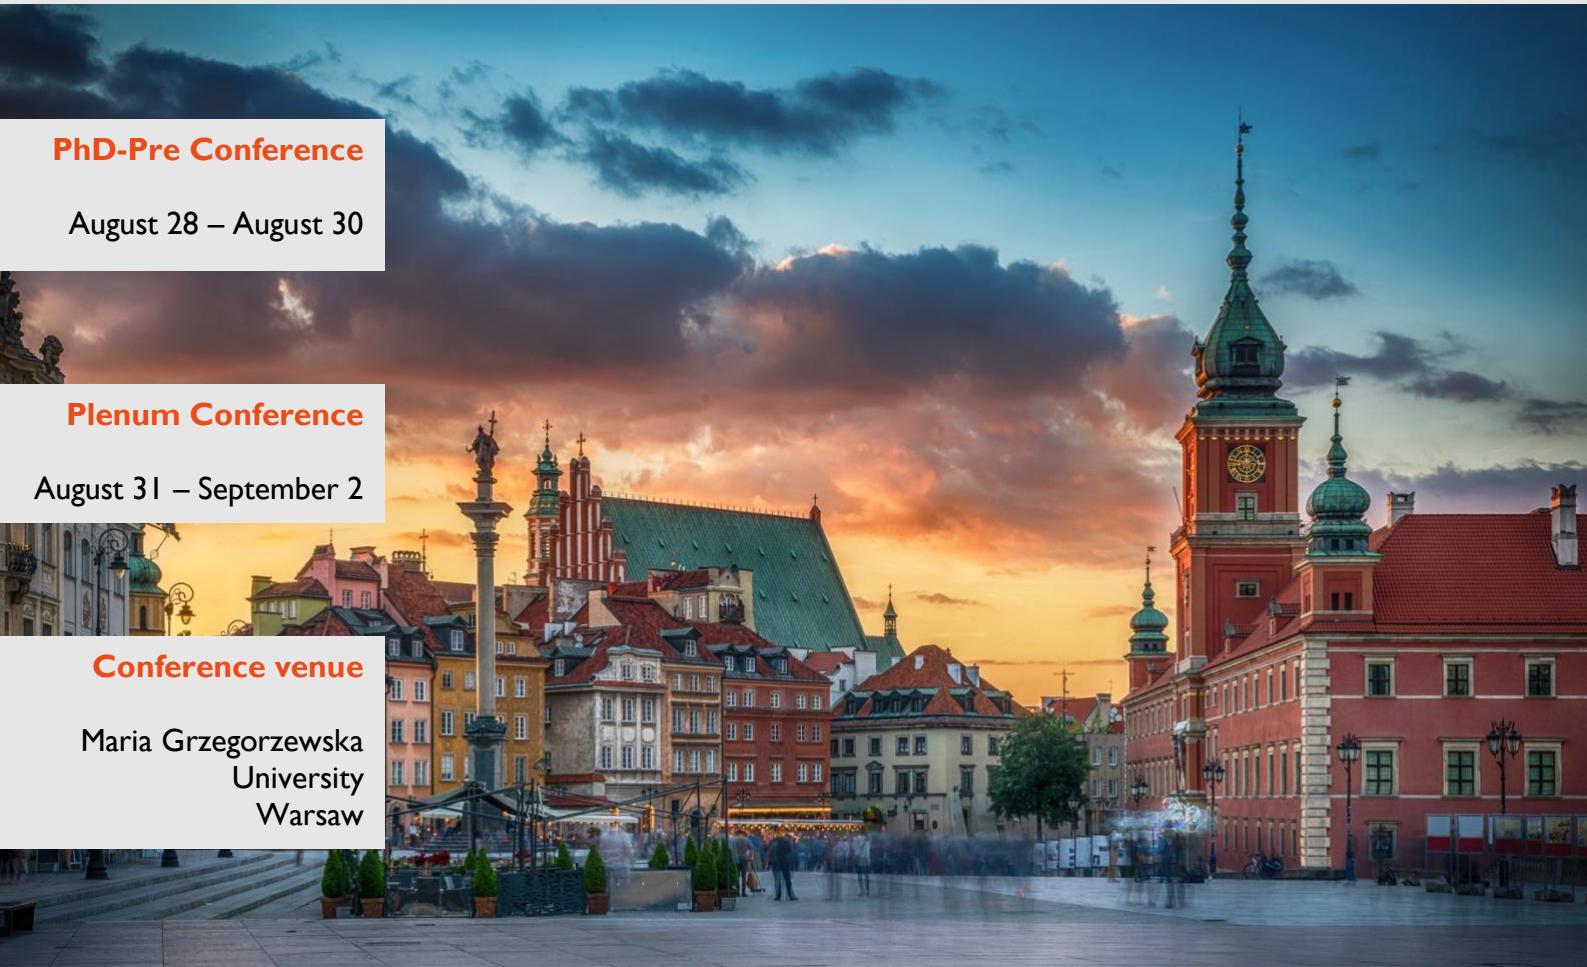 PhD-Pre Conference
August 28 – August 30
Plenum Conference
August 31 – September 2
Conference venue
Maria Grzegorzewska
University
Warsaw